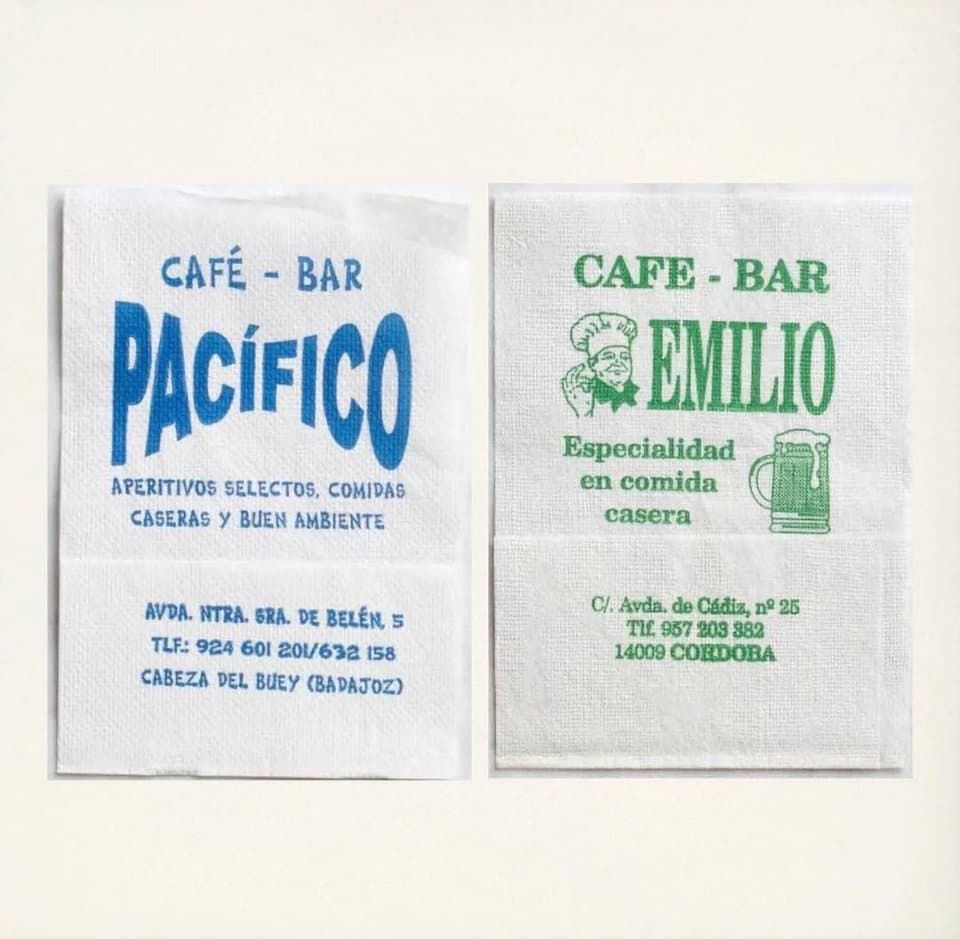 CAFÉ - BAR
PACíFICO
APERITIVOS SELECTOS, COMIDAS
CASERAS Y BUEN AMBIENTE
AVDA. NTRA. SRA. DE BELÉN, 5
TLF.: 924 601 201/632 158
CABEZA DEL BUEY (BADAJOZ)
CAFE - BAR
EMILIO
Especialidad
en comida
casera
C/. Avda. de Cádiz, nº 25
Tlf. 957 203 382
14009 CORDOBA